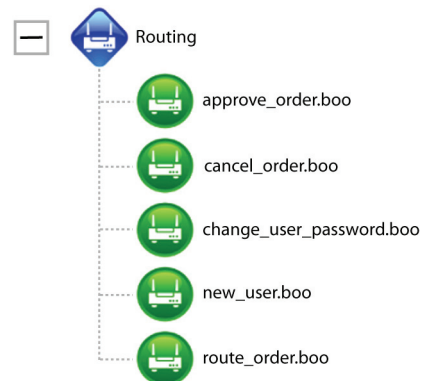 Routing
approve_order.boo
cancel_order.boo
change_user_password.boo
new_user.boo
route_order.boo